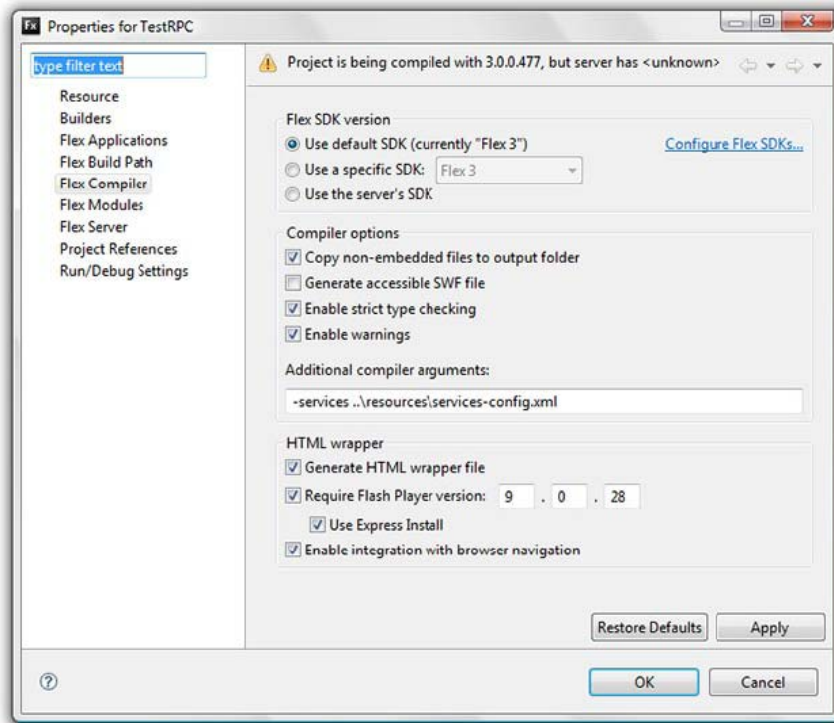 Fx Properties for TestRPC
type filter text
Resource
Builders
Flex Applications
Flex Build Path
Flex Compiler
Flex Modules
Flex Server
Project References
Run/Debug Settings
Project is being compiled with 3.0.0.477, but server has <unknown>
Flex SDK version
Use default SDK (currently "Flex 3") Configure Flex SDKs...
Use a specific SDK: Flex 3
Use the server's SDK
Compiler options
Copy non-embedded files to output folder
Generate accessible SWF file
Enable strict type checking
Enable warnings
Additional compiler arguments:
-services ..\resources\services-config.xml
HTML wrapper
Generate HTML wrapper file
Require Flash Player version: 9 . 0 . 28
Use Express Install
Enable integration with browser navigation
Restore Defaults Apply
? OK Cancel